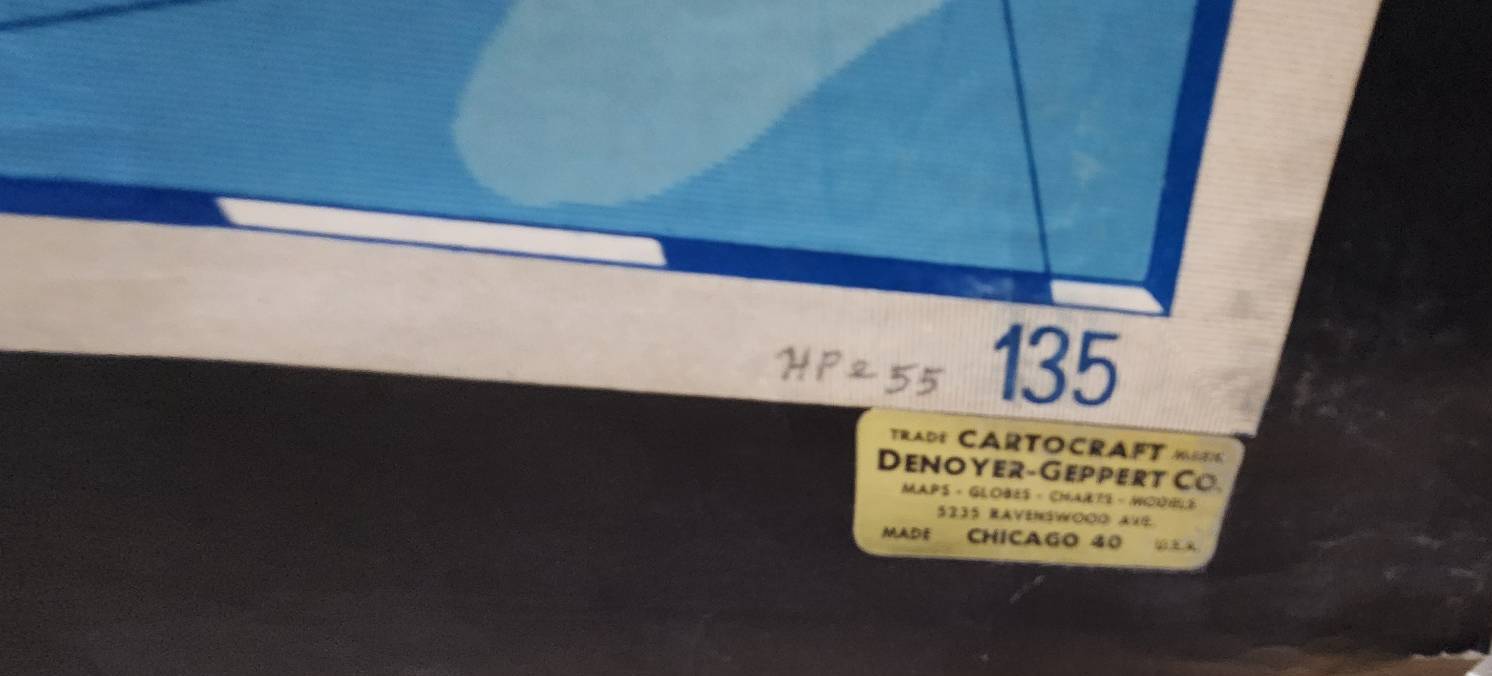 HP255 135
TRADE CARTOCRAFT MARK
DENOYER-GEPPERT CO.
MAPS - GLOBES - CHARTS - MODELS
5235 RAVENSWOOD AVE.
MADE CHICAGO 40 U.S.A.